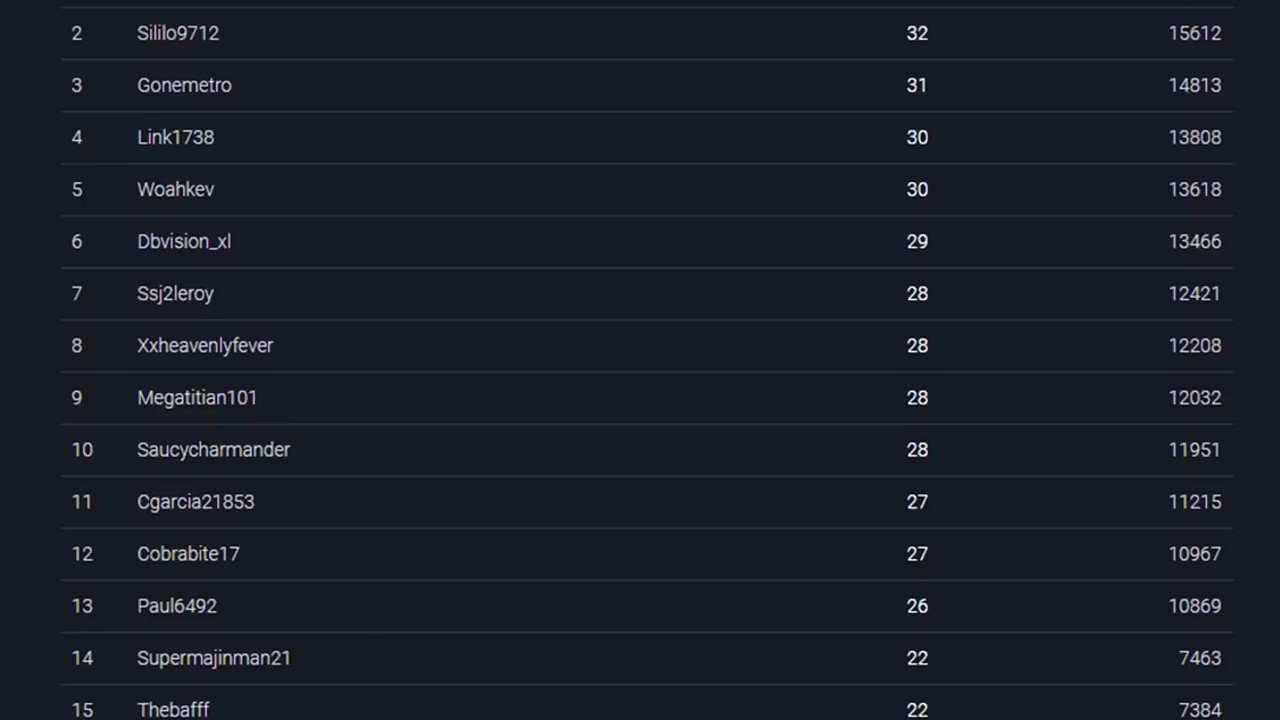 2 Sililo9712 32 15612
3 Gonemetro 31 14813
4 Link1738 30 13808
5 Woahkev 30 13618
6 Dbvision_xl 29 13466
7 Ssj2leroy 28 12421
8 Xxheavenlyfever 28 12208
9 Megatitian101 28 12032
10 Saucycharmander 28 11951
11 Cgarcia21853 27 11215
12 Cobrabite17 27 10967
13 Paul6492 26 10869
14 Supermajinman21 22 7463
15 Thebafff 22 7384